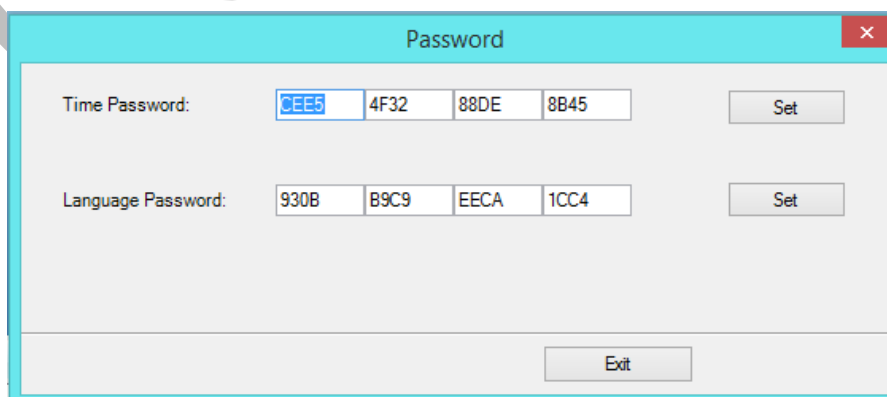 Password
Time Password: CEE5 4F32 88DE 8B45 Set
Language Password: 930B B9C9 EECA 1CC4 Set
Exit